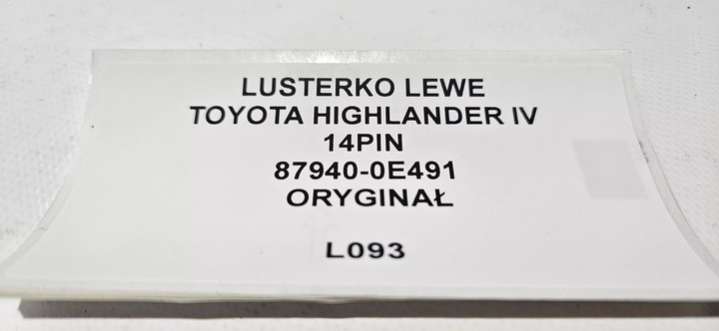 LUSTERKO LEWE
TOYOTA HIGHLANDER IV
14PIN
87940-0E491
ORYGINAŁ
L093